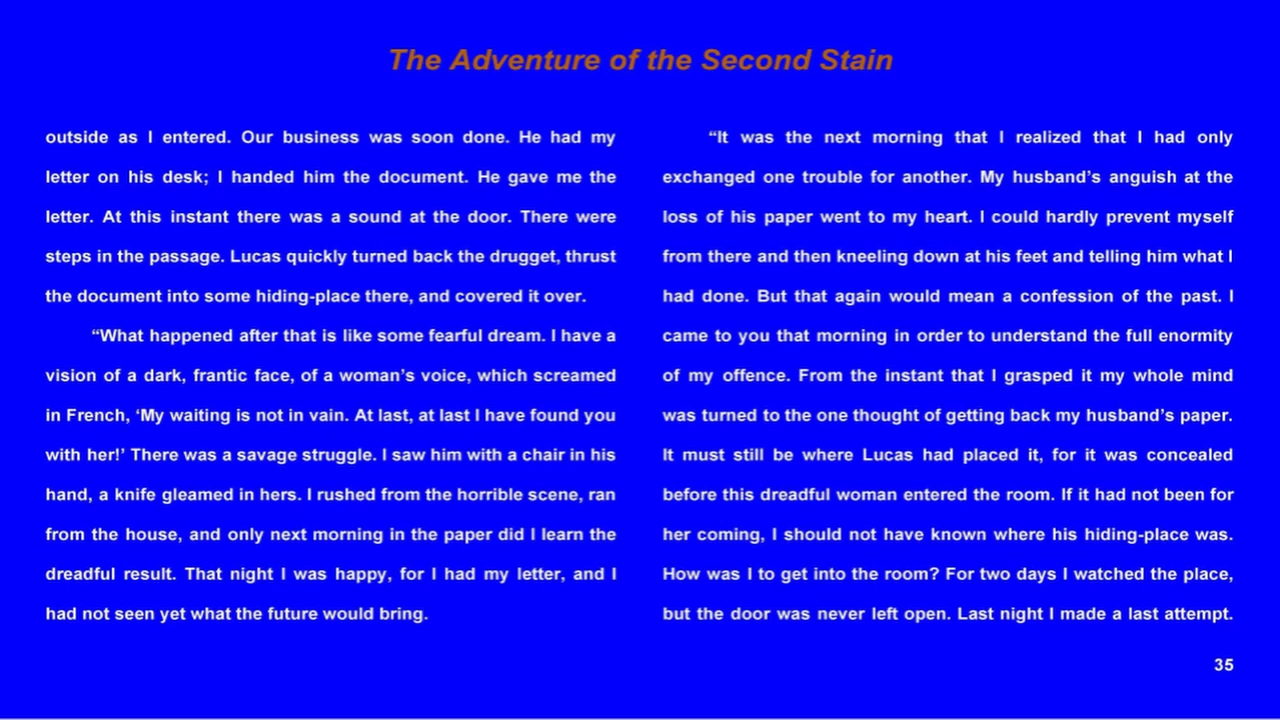 The Adventure of the Second Stain
outside as I entered. Our business was soon done. He had my
letter on his desk; I handed him the document. He gave me the
letter. At this instant there was a sound at the door. There were
steps in the passage. Lucas quickly turned back the drugget, thrust
the document into some hiding-place there, and covered it over.
“What happened after that is like some fearful dream. I have a
vision of a dark, frantic face, of a woman’s voice, which screamed
in French, ‘My waiting is not in vain. At last, at last I have found you
with her!’ There was a savage struggle. I saw him with a chair in his
hand, a knife gleamed in hers. I rushed from the horrible scene, ran
from the house, and only next morning in the paper did I learn the
dreadful result. That night I was happy, for I had my letter, and I
had not seen yet what the future would bring.
“It was the next morning that I realized that I had only
exchanged one trouble for another. My husband’s anguish at the
loss of his paper went to my heart. I could hardly prevent myself
from there and then kneeling down at his feet and telling him what I
had done. But that again would mean a confession of the past. I
came to you that morning in order to understand the full enormity
of my offence. From the instant that I grasped it my whole mind
was turned to the one thought of getting back my husband’s paper.
It must still be where Lucas had placed it, for it was concealed
before this dreadful woman entered the room. If it had not been for
her coming, I should not have known where his hiding-place was.
How was I to get into the room? For two days I watched the place,
but the door was never left open. Last night I made a last attempt.
35